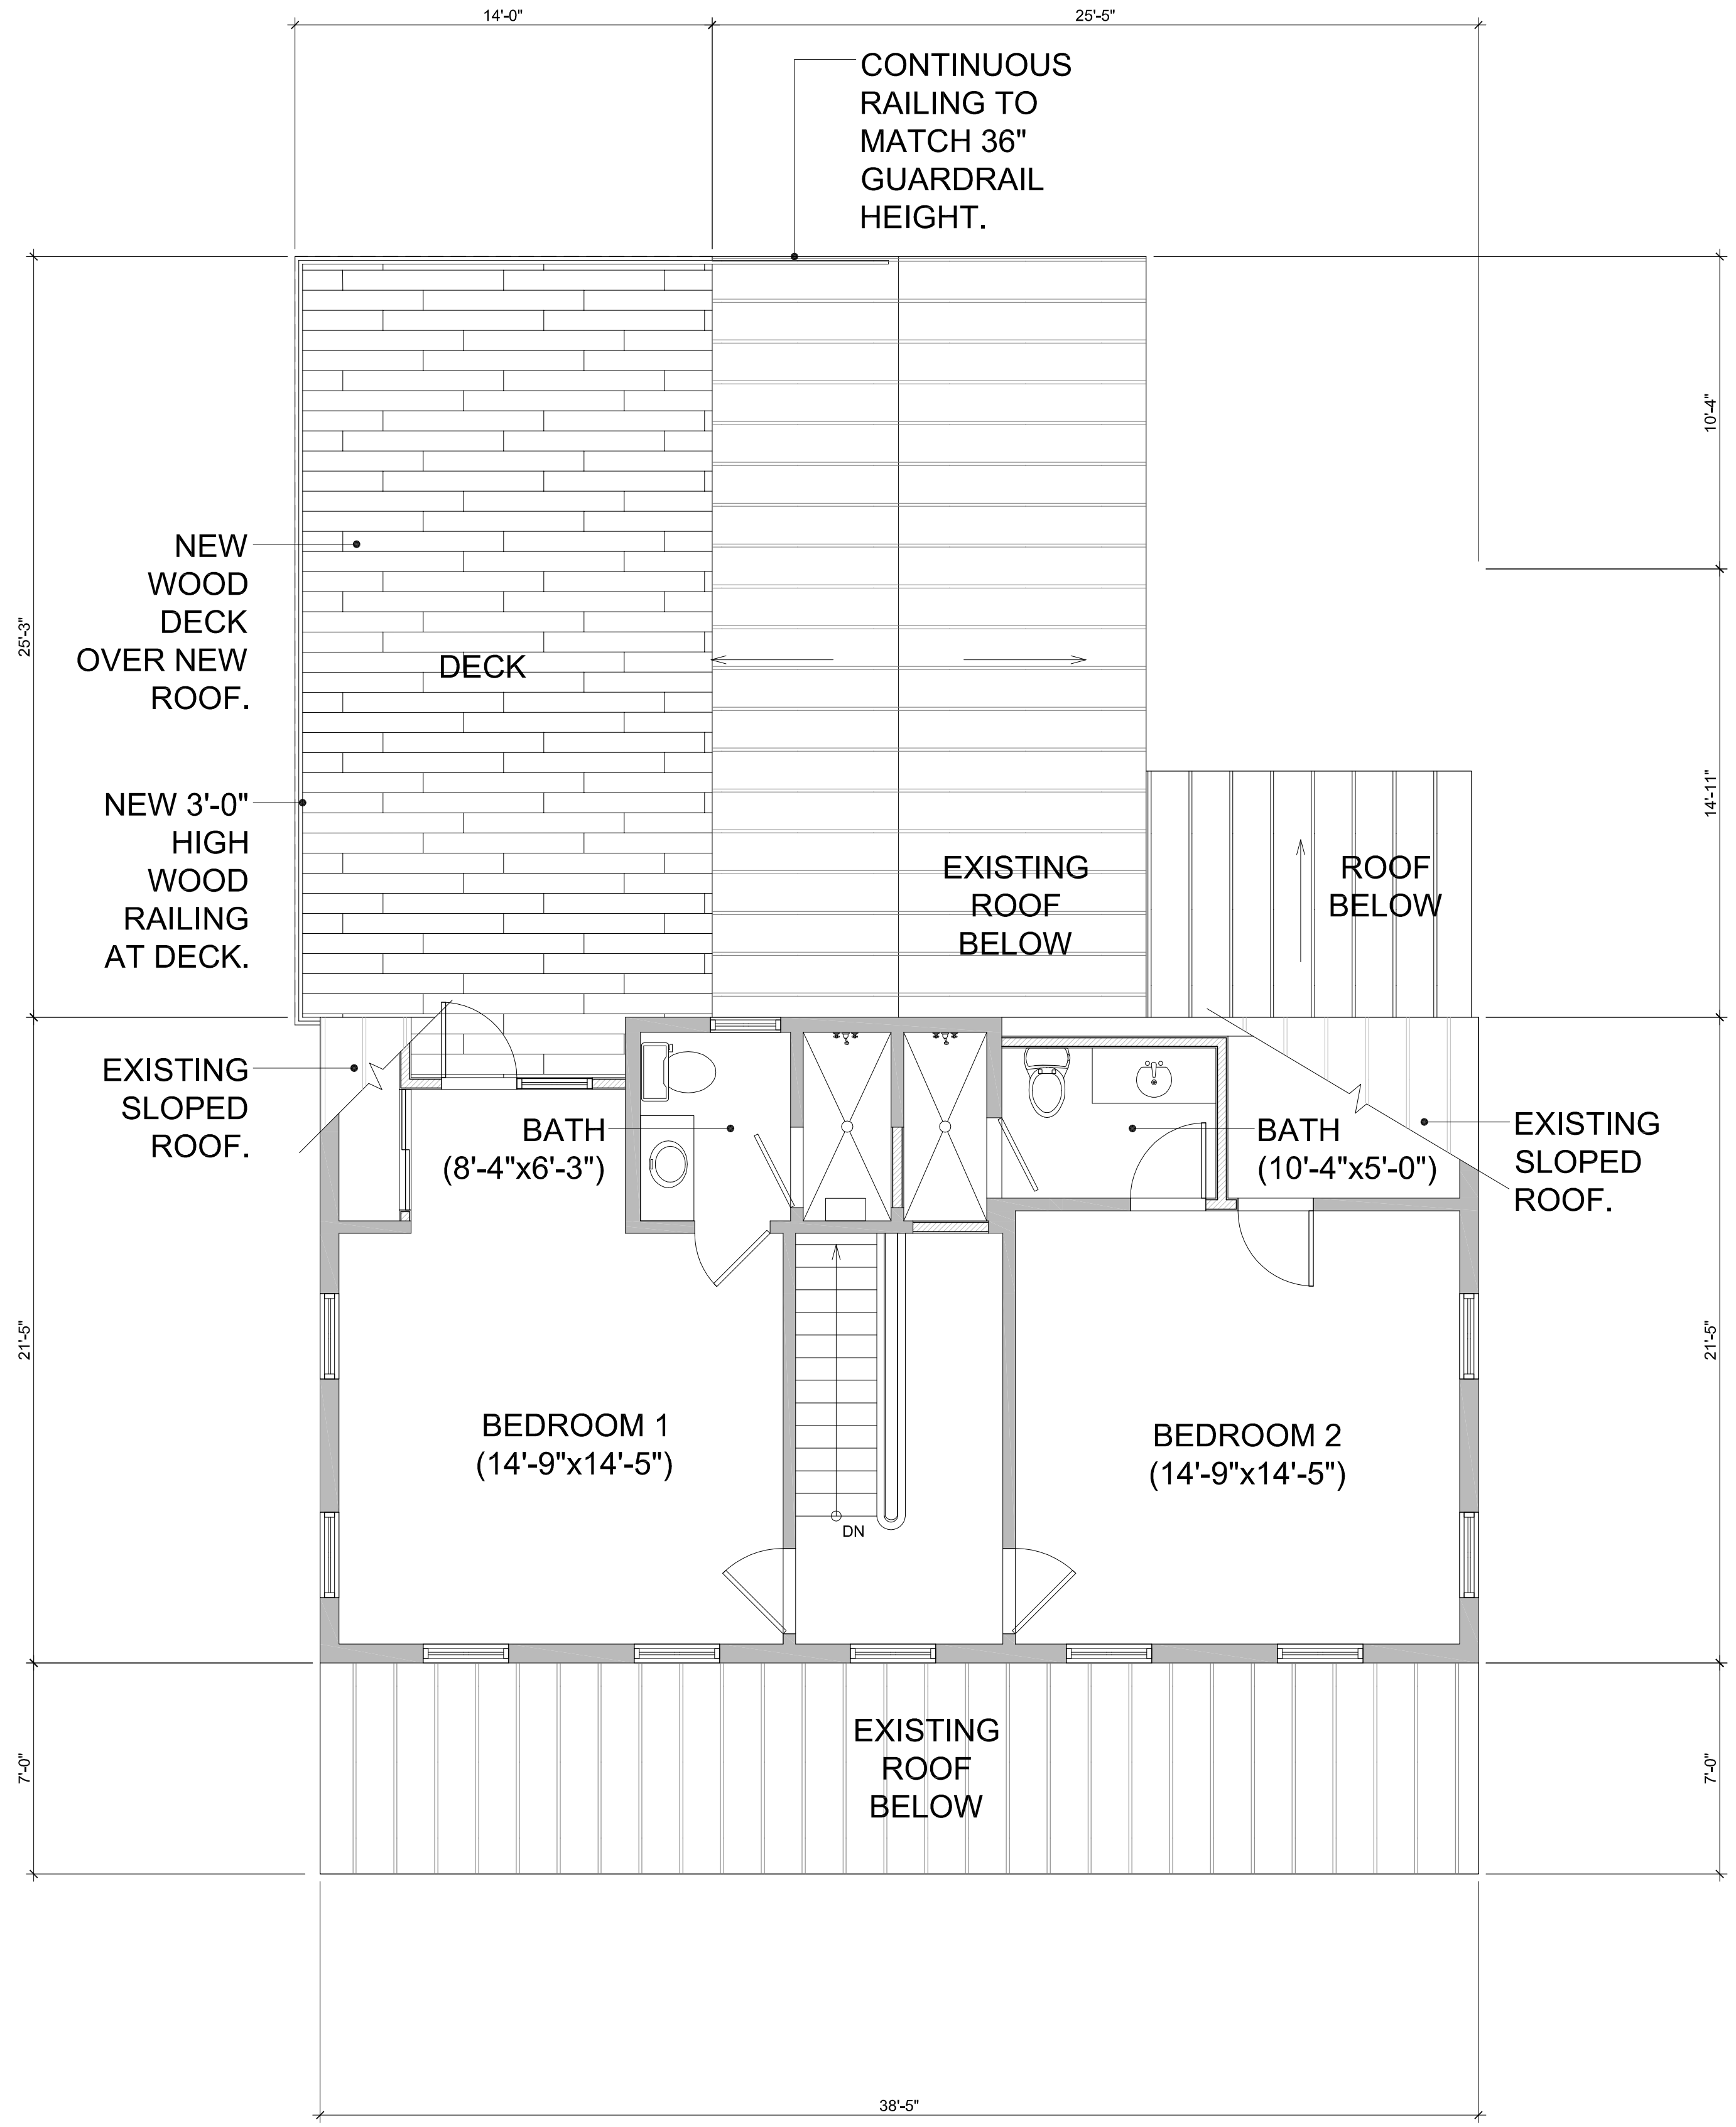 14'-0"
25'-5"
CONTINUOUS
RAILING TO
MATCH 36"
GUARDRAIL
HEIGHT.
10'-4"
NEW
WOOD
DECK
OVER NEW
ROOF.
25'-3"
DECK
14'-11"
NEW 3'-0"
HIGH
WOOD
RAILING
AT DECK.
EXISTING
ROOF
BELOW
ROOF
BELOW
EXISTING
SLOPED
ROOF.
BATH
(8'-4"x6'-3")
BATH
(10'-4"x5'-0")
EXISTING
SLOPED
ROOF.
21'-5"
21'-5"
BEDROOM 1
(14'-9"x14'-5")
BEDROOM 2
(14'-9"x14'-5")
DN
EXISTING
ROOF
BELOW
7'-0"
7'-0"
38'-5"